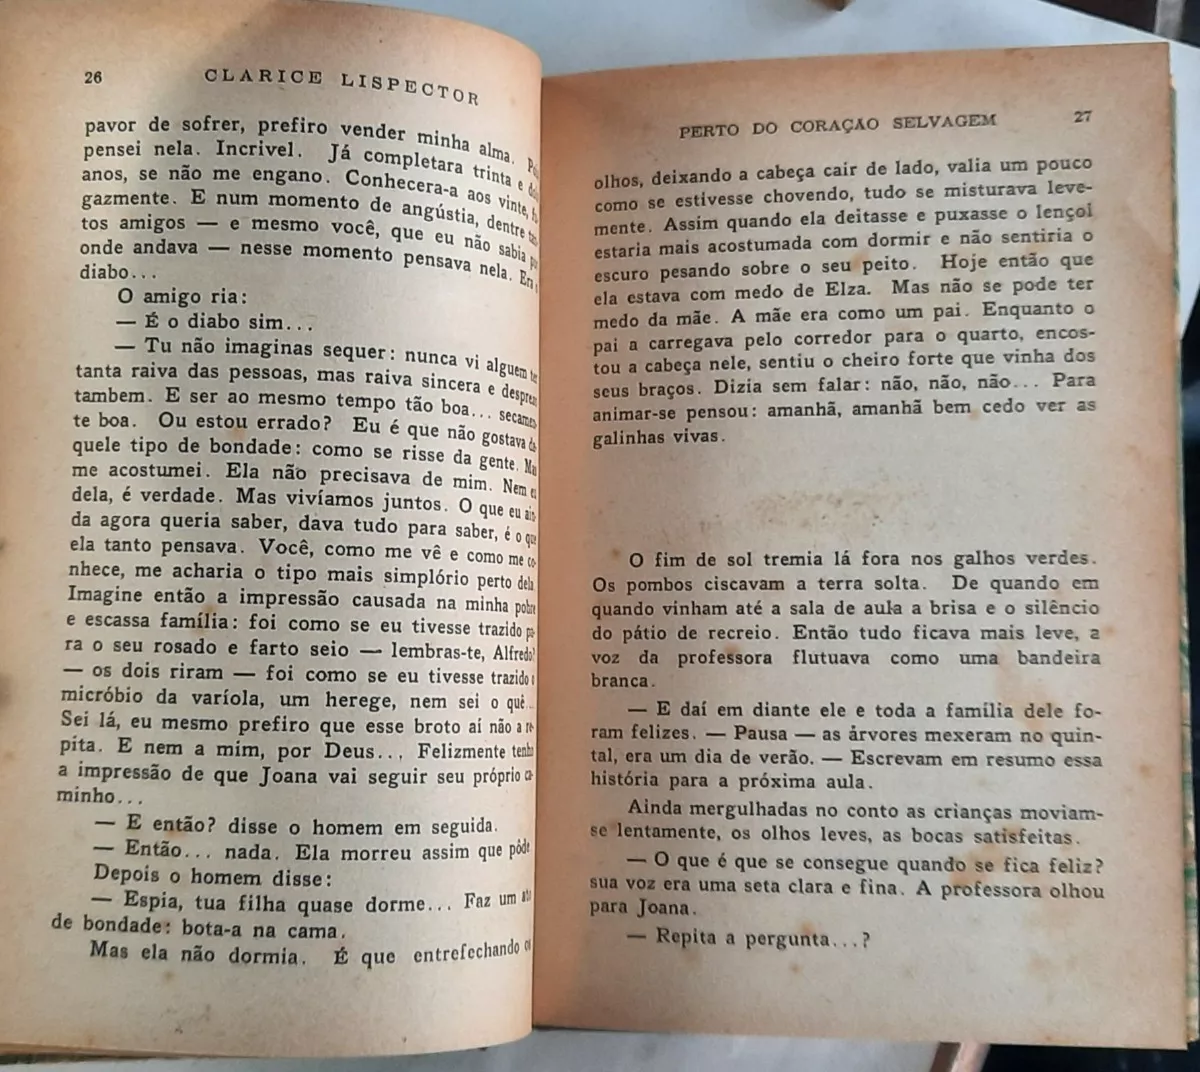 26 CLARICE LISPECTOR
pavor de sofrer, prefiro vender minha alma.
pensei nela. Incrivel. Já completara trinta e
anos, se não me engano. Conhecera-a aos vinte,
gazmente. E num momento de angústia, dentre
tos amigos — e mesmo você, que eu não sabia
onde andava — nesse momento pensava nela. Era
diabo...
O amigo ria:
— É o diabo sim...
— Tu não imaginas sequer: nunca vi alguem
tanta raiva das pessoas, mas raiva sincera e desprezo
tambem. E ser ao mesmo tempo tão boa... secamen-
te boa. Ou estou errado? Eu é que não gostava da-
quele tipo de bondade: como se risse da gente. Mas
me acostumei. Ela não precisava de mim. Nem eu
dela, é verdade. Mas vivíamos juntos. O que eu ain-
da agora queria saber, dava tudo para saber, é o que
ela tanto pensava. Você, como me vê e como me co-
nhece, me acharia o tipo mais simplório perto dela.
Imagine então a impressão causada na minha pobre
e escassa família: foi como se eu tivesse trazido pa-
ra o seu rosado e farto seio — lembras-te, Alfredo?
— os dois riram — foi como se eu tivesse trazido o
micróbio da varíola, um herege, nem sei o quê...
Sei lá, eu mesmo prefiro que esse broto aí não a re-
pita. E nem a mim, por Deus... Felizmente tenho
a impressão de que Joana vai seguir seu próprio ca-
minho...
— E então? disse o homem em seguida.
— Então... nada. Ela morreu assim que pôde
Depois o homem disse:
— Espia, tua filha quase dorme... Faz um ato
de bondade: bota-a na cama.
Mas ela não dormia. É que entrefechando os
PERTO DO CORAÇÃO SELVAGEM 27
olhos, deixando a cabeça cair de lado, valia um pouco
como se estivesse chovendo, tudo se misturava leve-
mente. Assim quando ela deitasse e puxasse o lençol
estaria mais acostumada com dormir e não sentiria o
escuro pesando sobre o seu peito. Hoje então que
ela estava com medo de Elza. Mas não se pode ter
medo da mãe. A mãe era como um pai. Enquanto o
pai a carregava pelo corredor para o quarto, encos-
tou a cabeça nele, sentiu o cheiro forte que vinha dos
seus braços. Dizia sem falar: não, não, não... Para
animar-se pensou: amanhã, amanhã bem cedo ver as
galinhas vivas.
O fim de sol tremia lá fora nos galhos verdes.
Os pombos ciscavam a terra solta. De quando em
quando vinham até a sala de aula a brisa e o silêncio
do pátio de recreio. Então tudo ficava mais leve, a
voz da professora flutuava como uma bandeira
branca.
— E daí em diante ele e toda a família dele fo-
ram felizes. — Pausa — as árvores mexeram no quin-
tal, era um dia de verão. — Escrevam em resumo essa
história para a próxima aula.
Ainda mergulhadas no conto as crianças moviam-
se lentamente, os olhos leves, as bocas satisfeitas.
— O que é que se consegue quando se fica feliz?
sua voz era uma seta clara e fina. A professora olhou
para Joana.
— Repita a pergunta...?